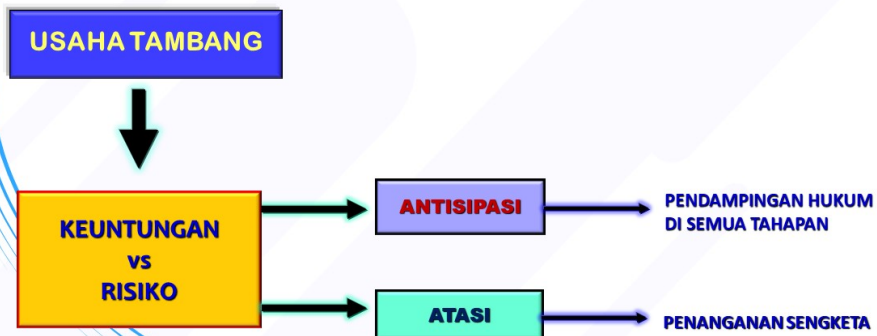 USAHA TAMBANG
KEUNTUNGAN
vs
RISIKO
ANTISIPASI
PENDAMPINGAN HUKUM
DI SEMUA TAHAPAN
ATASI
PENANGANAN SENGKETA